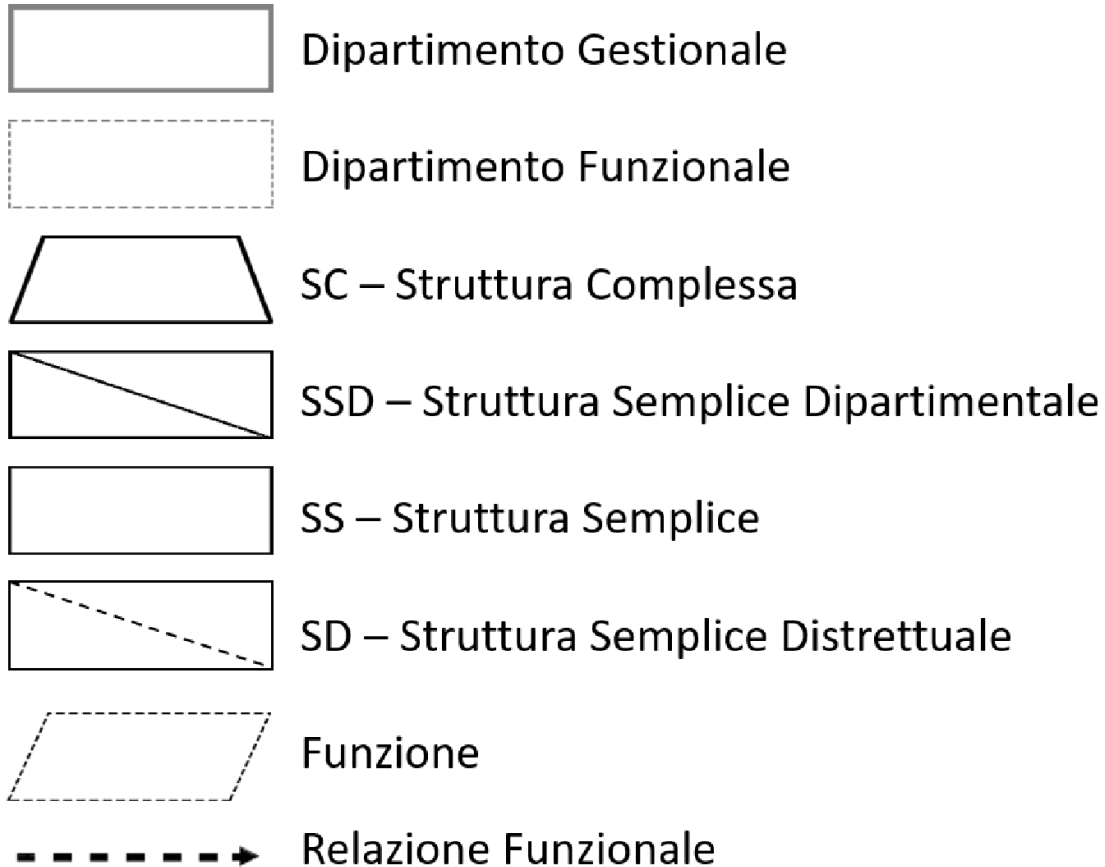 Dipartimento Gestionale
Dipartimento Funzionale
SC – Struttura Complessa
SSD – Struttura Semplice Dipartimentale
SS – Struttura Semplice
SD – Struttura Semplice Distrettuale
Funzione
Relazione Funzionale